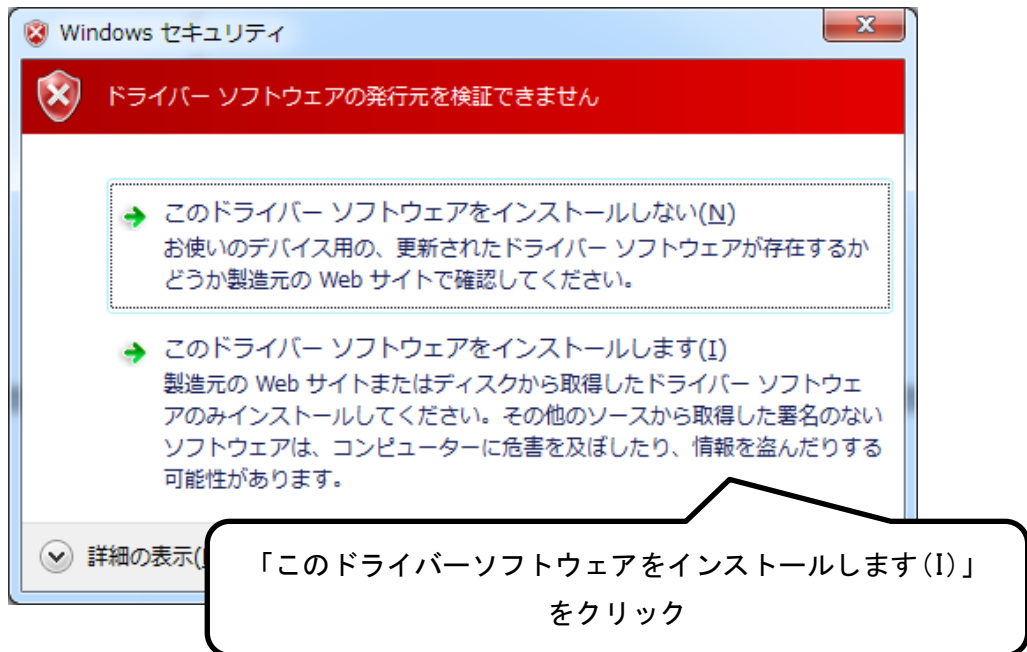 Windows セキュリティ
ドライバー ソフトウェアの発行元を検証できません
このドライバー ソフトウェアをインストールしない(N)
お使いのデバイス用の、更新されたドライバー ソフトウェアが存在するか
どうか製造元の Web サイトで確認してください。
このドライバー ソフトウェアをインストールします(I)
製造元の Web サイトまたはディスクから取得したドライバー ソフトウェ
アのみインストールしてください。その他のソースから取得した署名のない
ソフトウェアは、コンピューターに危害を及ぼしたり、情報を盗んだりする
可能性があります。
詳細の表示(
「このドライバーソフトウェアをインストールします(I)」
をクリック